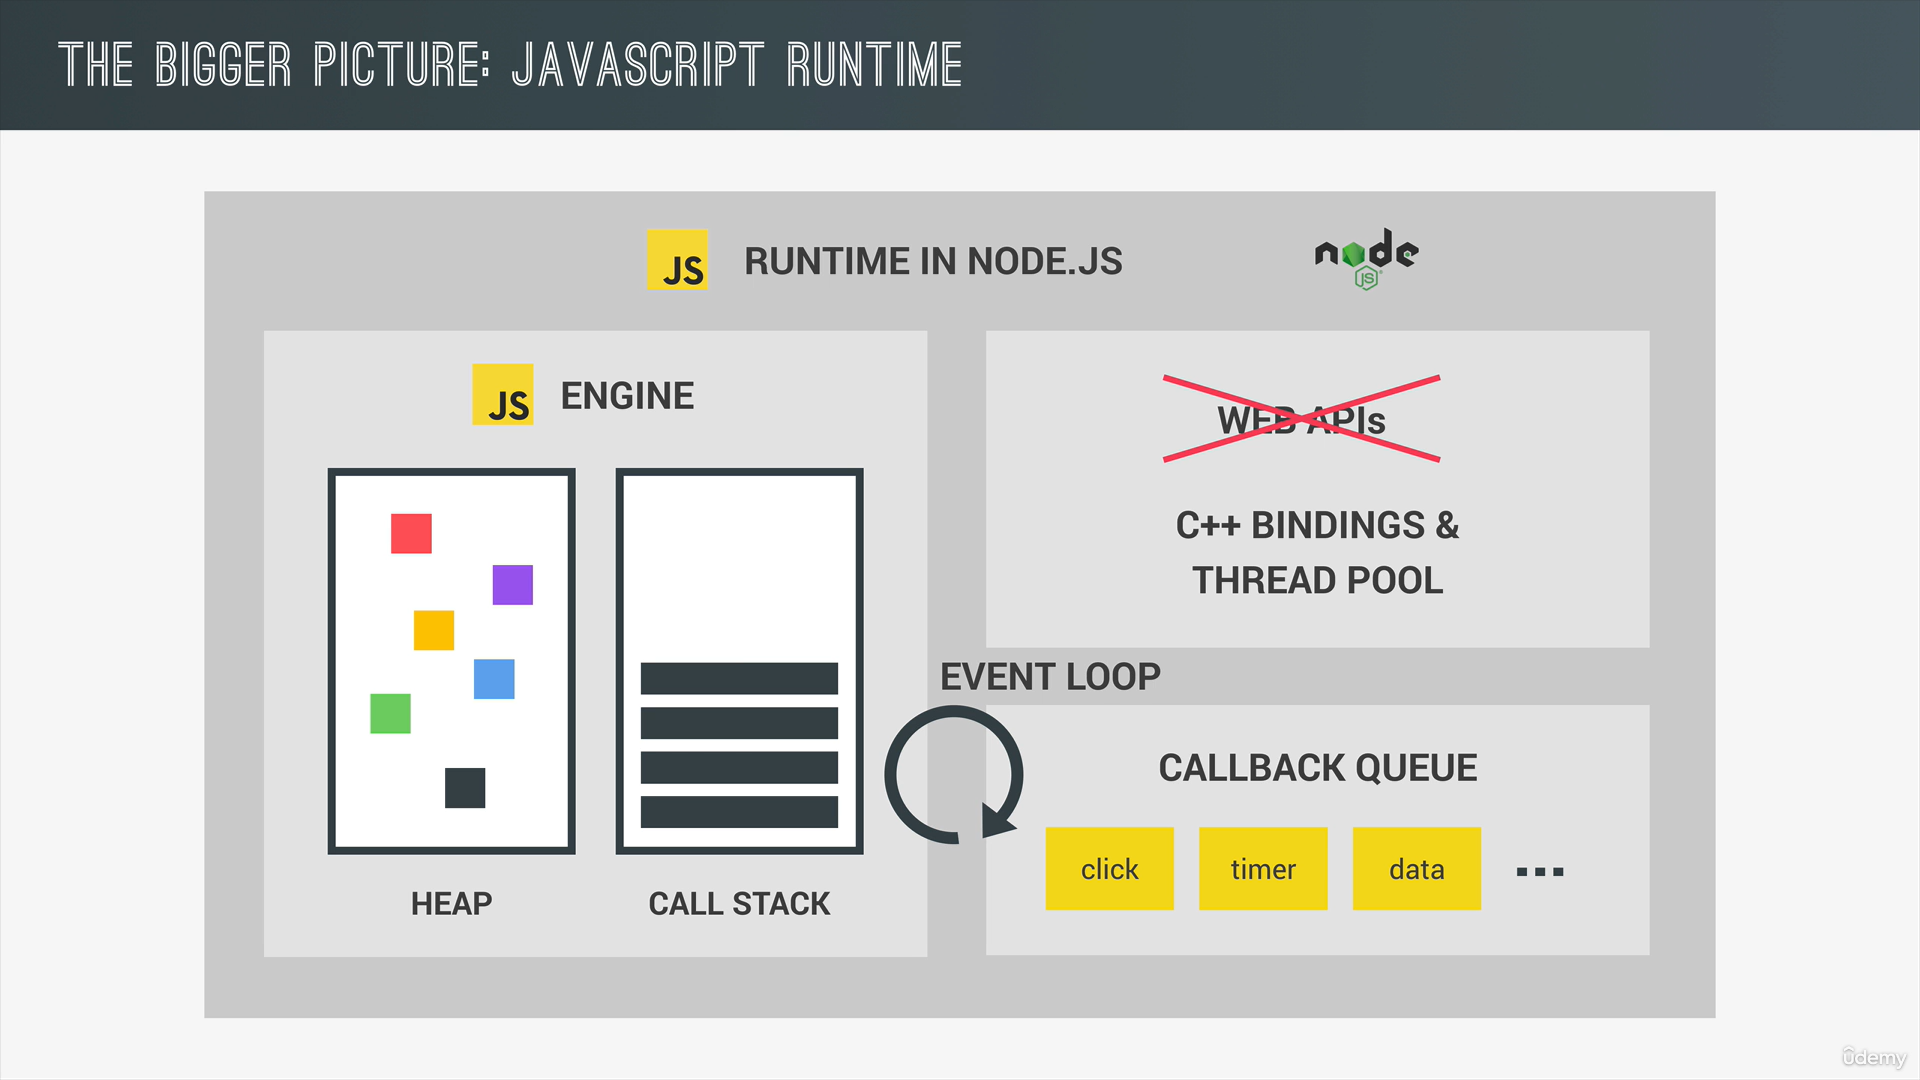 THE BIGGER PICTURE: JAVASCRIPT RUNTIME
JS RUNTIME IN NODE.JS
node
JS
JS ENGINE
WEB APIs
C++ BINDINGS &
THREAD POOL
EVENT LOOP
CALLBACK QUEUE
click timer data ...
HEAP CALL STACK
ûdemy